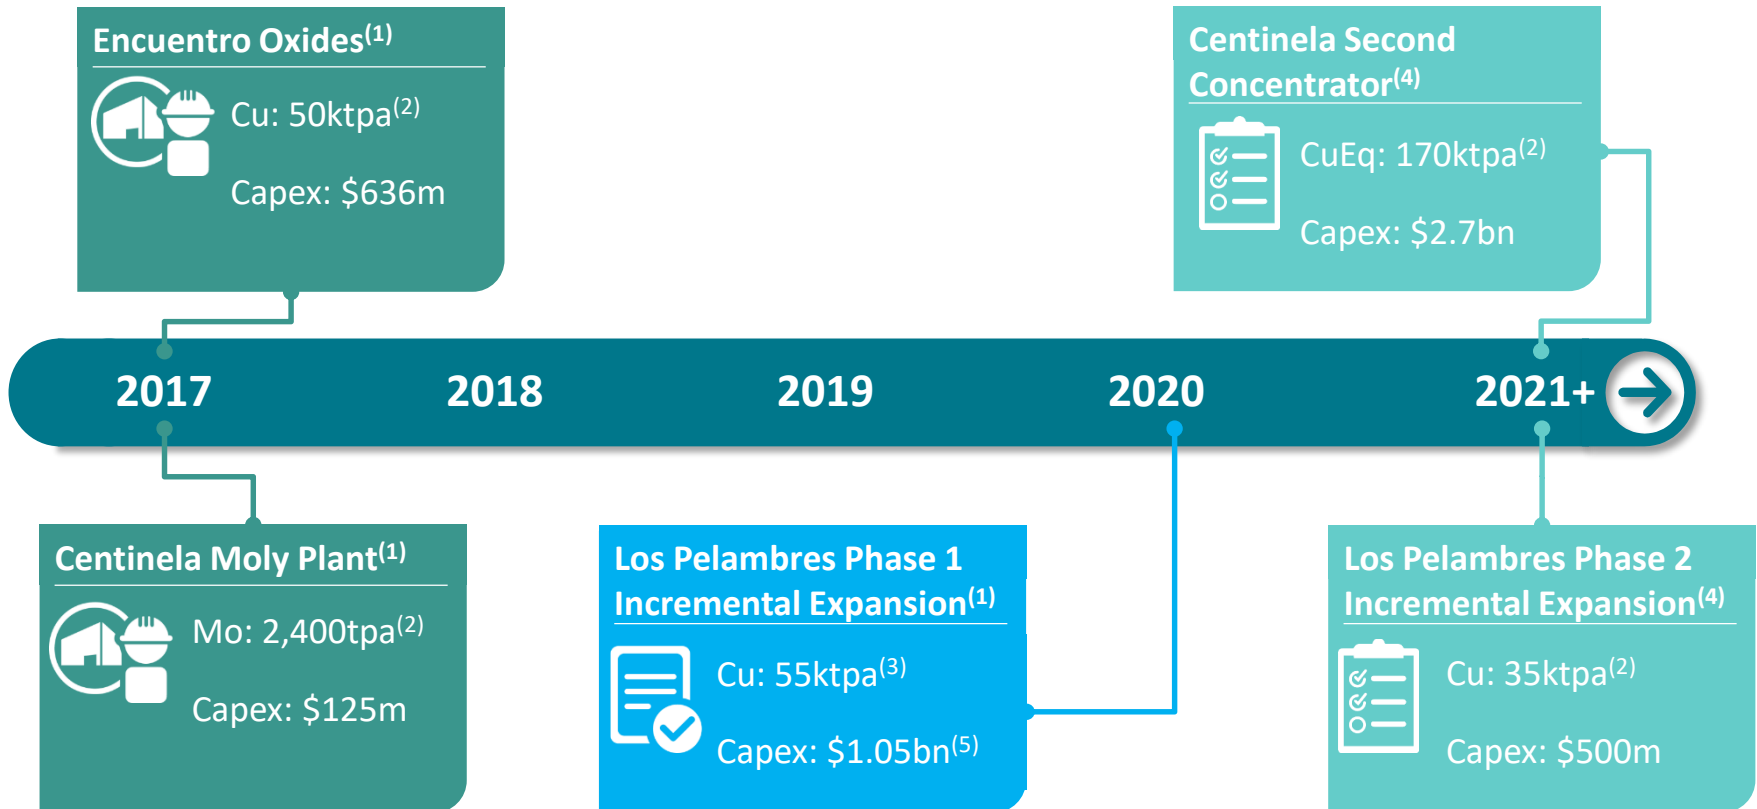 Encuentro Oxides(1)
Cu: 50ktpa(2)
Capex: $636m
Centinela Second
Concentrator(4)
CuEq: 170ktpa(2)
Capex: $2.7bn
2017
2018
2019
2020
2021+
Centinela Moly Plant(1)
Mo: 2,400tpa(2)
Capex: $125m
Los Pelambres Phase 1
Incremental Expansion(1)
Cu: 55ktpa(3)
Capex: $1.05bn(5)
Los Pelambres Phase 2
Incremental Expansion(4)
Cu: 35ktpa(2)
Capex: $500m